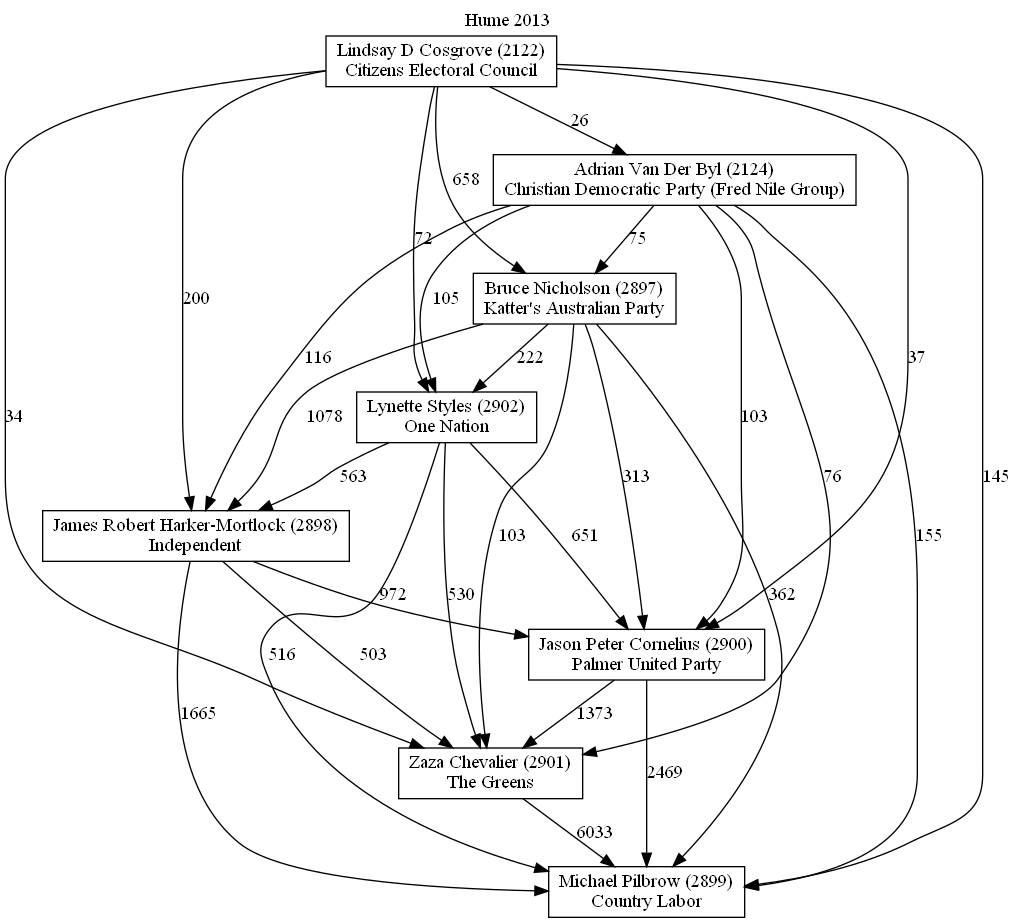 Hume 2013
Lindsay D Cosgrove (2122)
Citizens Electoral Council
26
Adrian Van Der Byl (2124)
Christian Democratic Party (Fred Nile Group)
658
72
75
Bruce Nicholson (2897)
Katter's Australian Party
200
105
116
222
37
Lynette Styles (2902)
One Nation
34
1078
103
76
145
563
313
James Robert Harker-Mortlock (2898)
Independent
103
651
155
972
530
362
Jason Peter Cornelius (2900)
Palmer United Party
516
503
1665
1373
Zaza Chevalier (2901)
The Greens
2469
6033
Michael Pilbrow (2899)
Country Labor